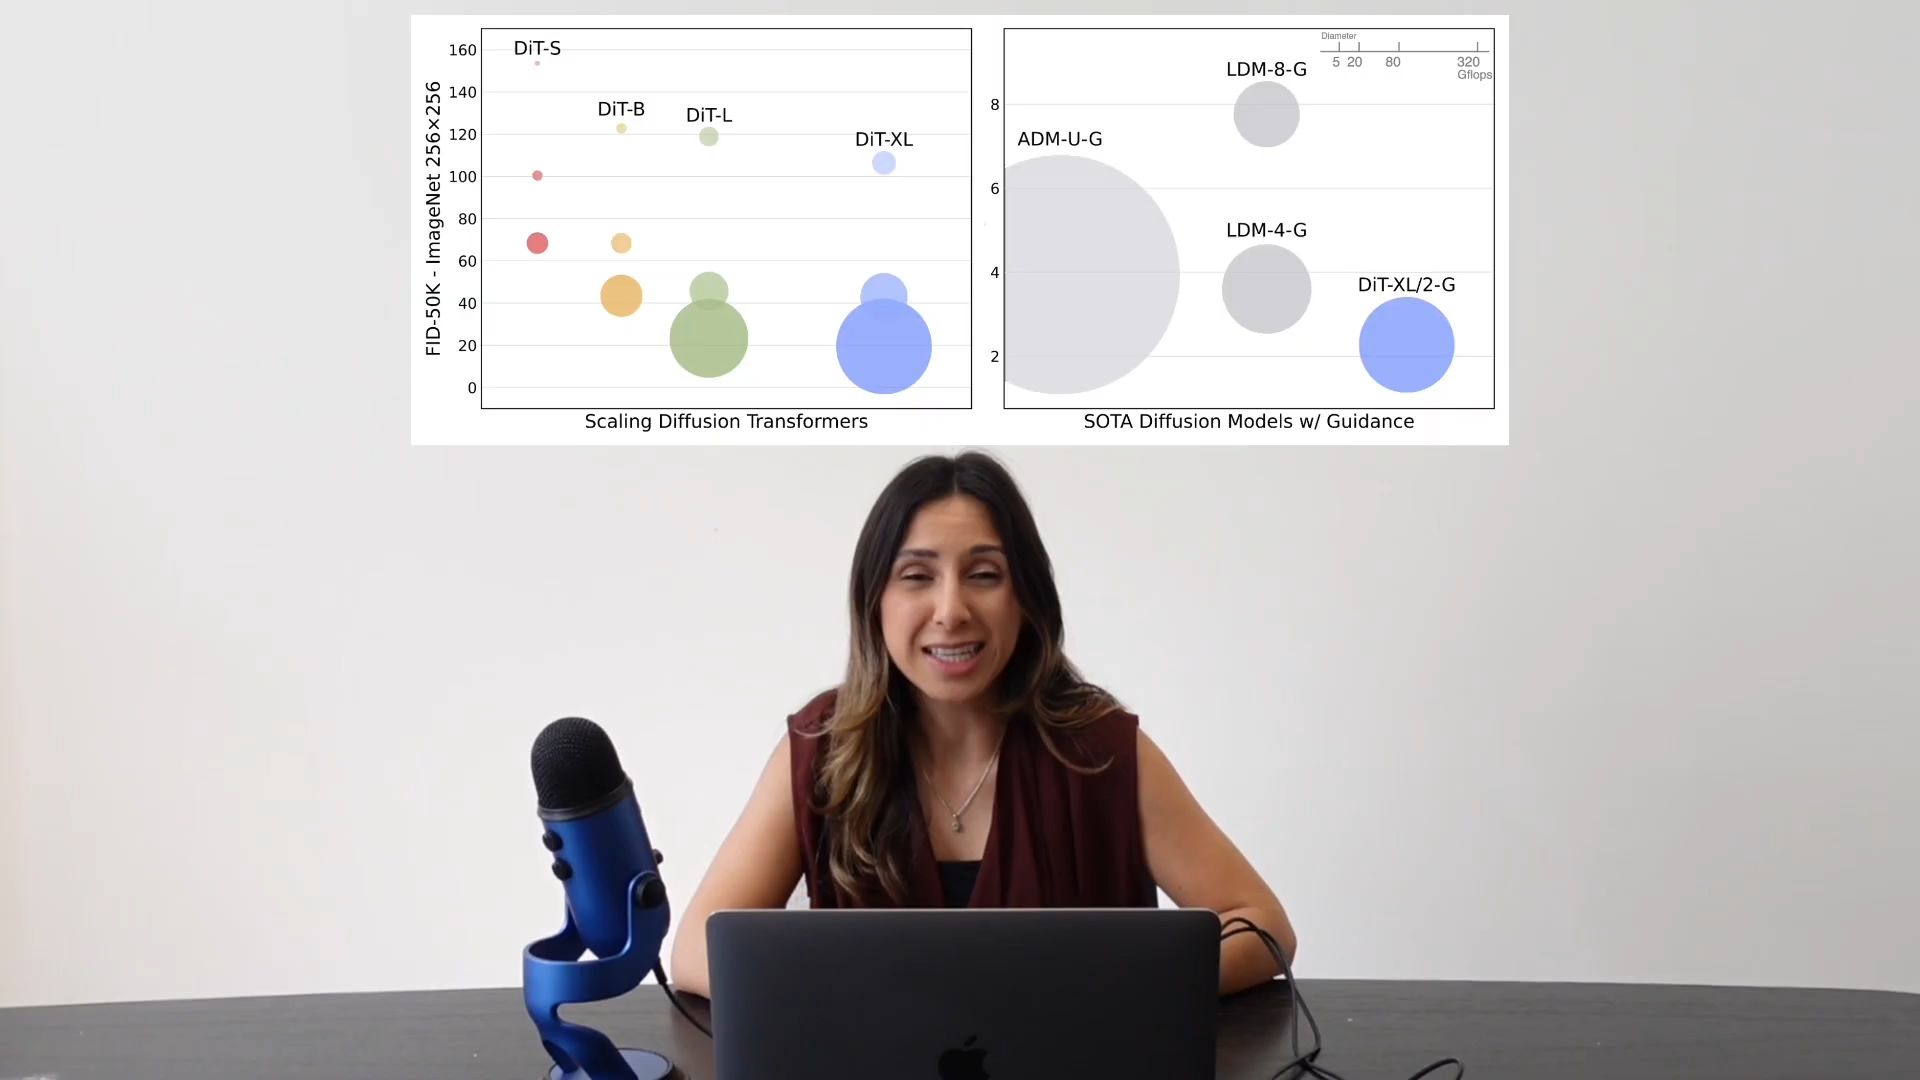 DiT-S
DiT-B
DiT-L
DiT-XL
160
140
120
100
80
60
40
20
0
FID-50K - ImageNet 256×256
Scaling Diffusion Transformers
Diameter
5 20 80 320
Gflops
LDM-8-G
ADM-U-G
LDM-4-G
DiT-XL/2-G
8
6
4
2
SOTA Diffusion Models w/ Guidance